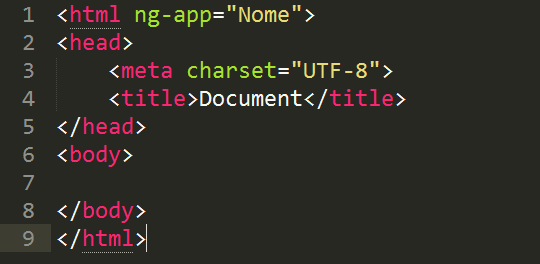 1 <html ng-app="Nome">
2 <head>
3     <meta charset="UTF-8">
4     <title>Document</title>
5 </head>
6 <body>
7
8 </body>
9 </html>